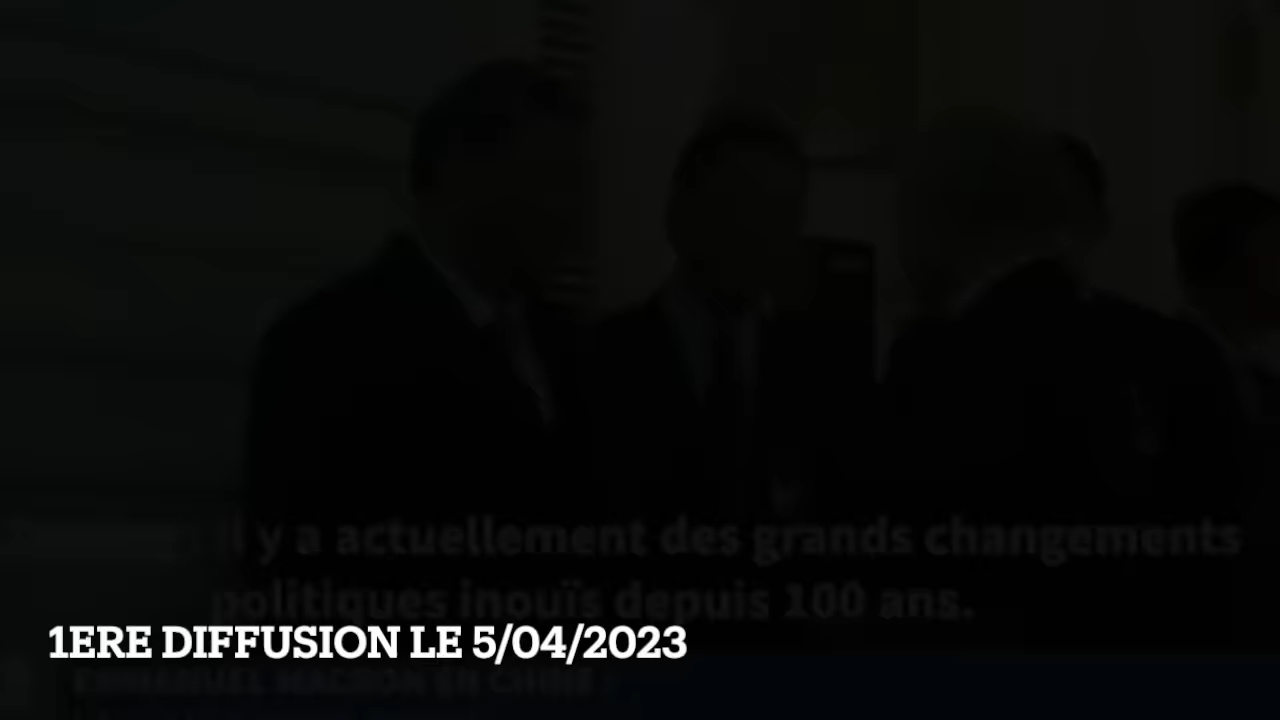 il y a actuellement des grands changements
politiques inouïs depuis 100 ans.
1ERE DIFFUSION LE 5/04/2023
EMMANUEL MACRON EN CHINE